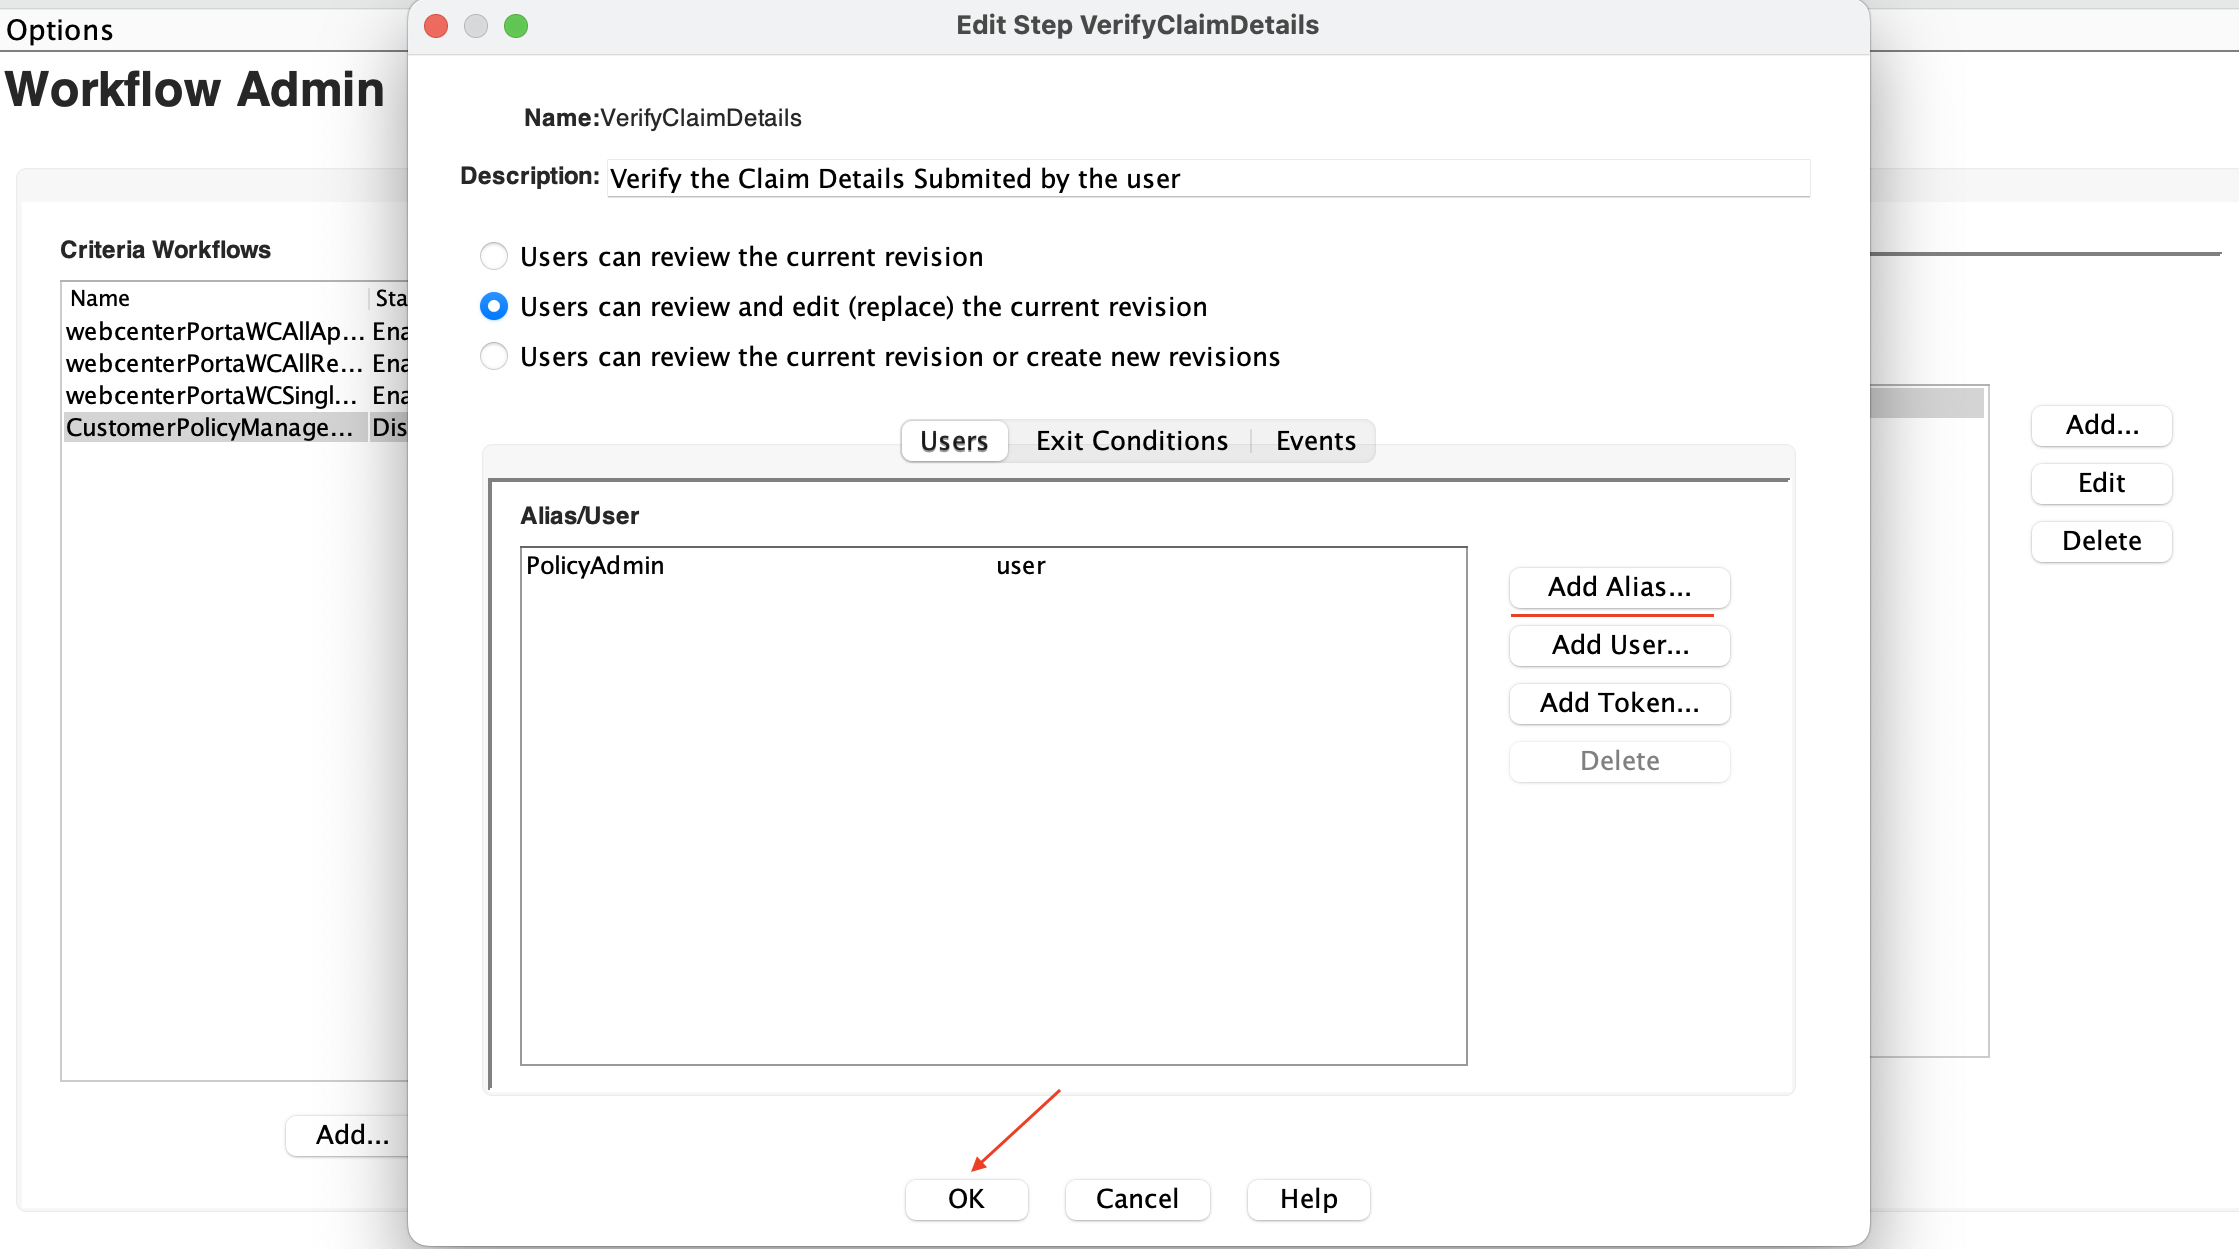 Options
Workflow Admin
Criteria Workflows
Name Sta
webcenterPortaWCAllAp... Ena
webcenterPortaWCAllRe... Ena
webcenterPortaWCSingl... Ena
CustomerPolicyManage... Dis
Add...
Edit Step VerifyClaimDetails
Name:VerifyClaimDetails
Description: Verify the Claim Details Submited by the user
Users can review the current revision
Users can review and edit (replace) the current revision
Users can review the current revision or create new revisions
Users Exit Conditions Events
Alias/User
PolicyAdmin user
Add Alias...
Add User...
Add Token...
Delete
OK Cancel Help
Add...
Edit
Delete